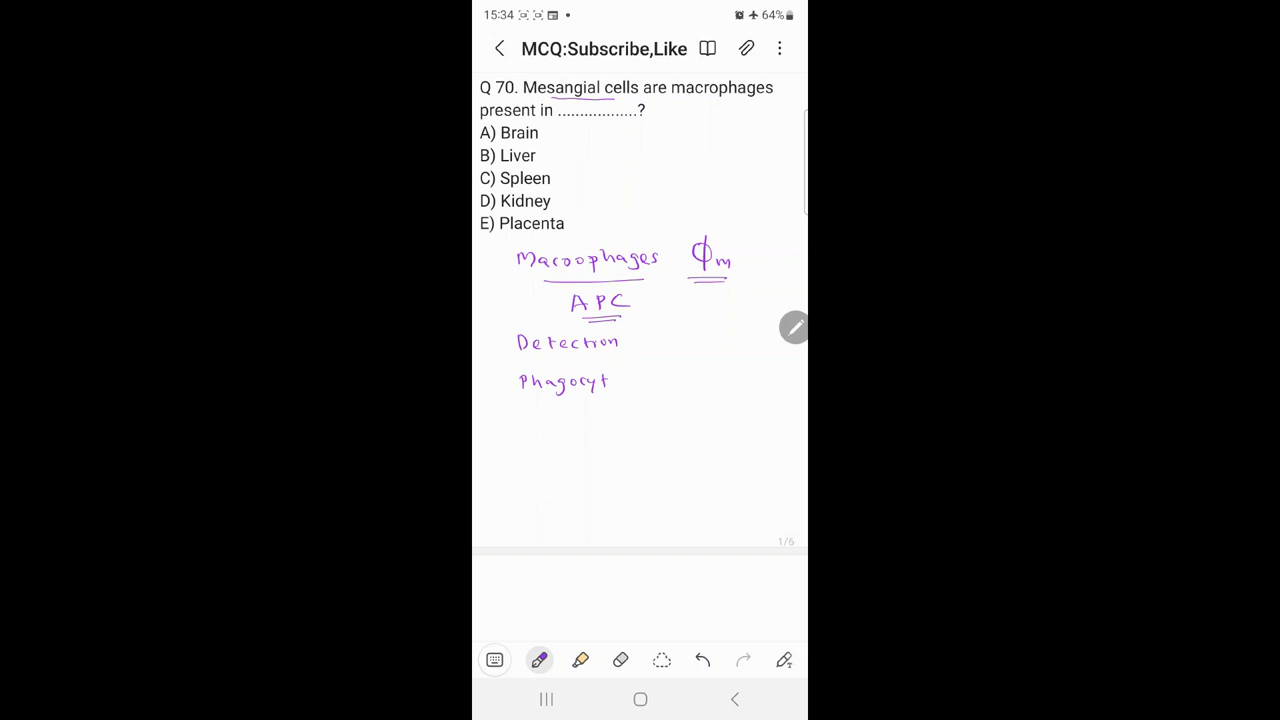 15:34 64%
MCQ:Subscribe,Like
Q 70. Mesangial cells are macrophages
present in ..................?
A) Brain
B) Liver
C) Spleen
D) Kidney
E) Placenta
Macrophages Φm
APC
Detection
Phagocyt
1/6